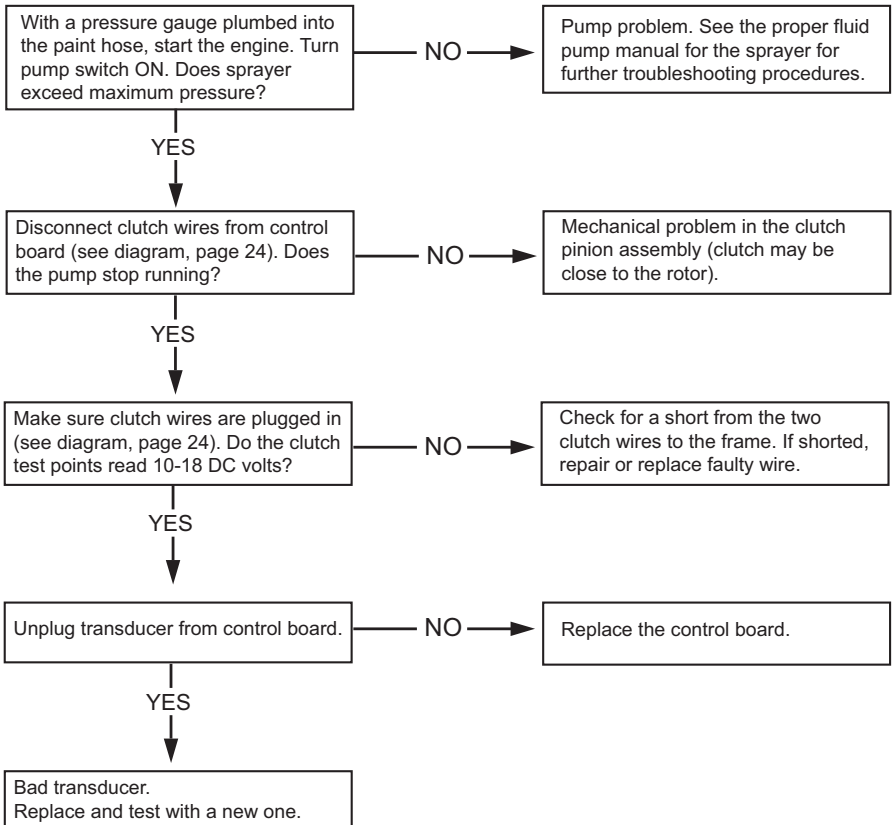 With a pressure gauge plumbed into
the paint hose, start the engine. Turn
pump switch ON. Does sprayer
exceed maximum pressure?
NO
Pump problem. See the proper fluid
pump manual for the sprayer for
further troubleshooting procedures.
YES
Disconnect clutch wires from control
board (see diagram, page 24). Does
the pump stop running?
NO
Mechanical problem in the clutch
pinion assembly (clutch may be
close to the rotor).
YES
Make sure clutch wires are plugged in
(see diagram, page 24). Do the clutch
test points read 10-18 DC volts?
NO
Check for a short from the two
clutch wires to the frame. If shorted,
repair or replace faulty wire.
YES
Unplug transducer from control board.
NO
Replace the control board.
YES
Bad transducer.
Replace and test with a new one.